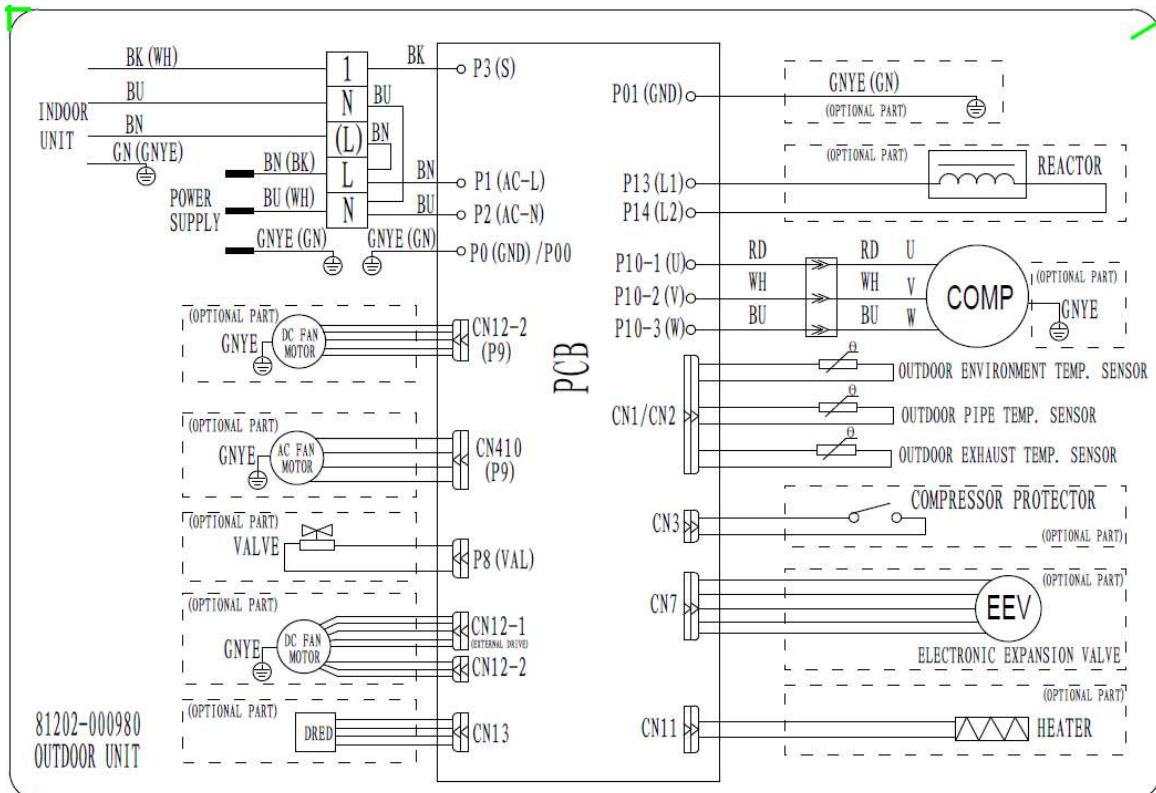 BK (WH)
BU
INDOOR
UNIT
BN
GN (GNYE)
BN (BK)
POWER
SUPPLY
BU (WH)
GNYE (GN)
GNYE (GN)
1
N
(L)
L
N
BK
BU
BN
BN
BU
P3 (S)
P1 (AC-L)
P2 (AC-N)
P0 (GND) /P00
(OPTIONAL PART)
GNYE
DC FAN
MOTOR
CN12-2
(P9)
(OPTIONAL PART)
GNYE
AC FAN
MOTOR
CN410
(P9)
(OPTIONAL PART)
VALVE
P8 (VAL)
(OPTIONAL PART)
GNYE
DC FAN
MOTOR
CN12-1
(EXTERNAL DRIVE)
CN12-2
(OPTIONAL PART)
DRED
CN13
81202-000980
OUTDOOR UNIT
PCB
P01 (GND)
GNYE (GN)
(OPTIONAL PART)
(OPTIONAL PART)
REACTOR
P13 (L1)
P14 (L2)
P10-1 (U)
RD
RD
U
P10-2 (V)
WH
WH
V
P10-3 (W)
BU
BU
W
COMP
(OPTIONAL PART)
GNYE
CN1/CN2
θ
OUTDOOR ENVIRONMENT TEMP. SENSOR
θ
OUTDOOR PIPE TEMP. SENSOR
θ
OUTDOOR EXHAUST TEMP. SENSOR
COMPRESSOR PROTECTOR
CN3
(OPTIONAL PART)
(OPTIONAL PART)
CN7
EEV
ELECTRONIC EXPANSION VALVE
(OPTIONAL PART)
CN11
HEATER